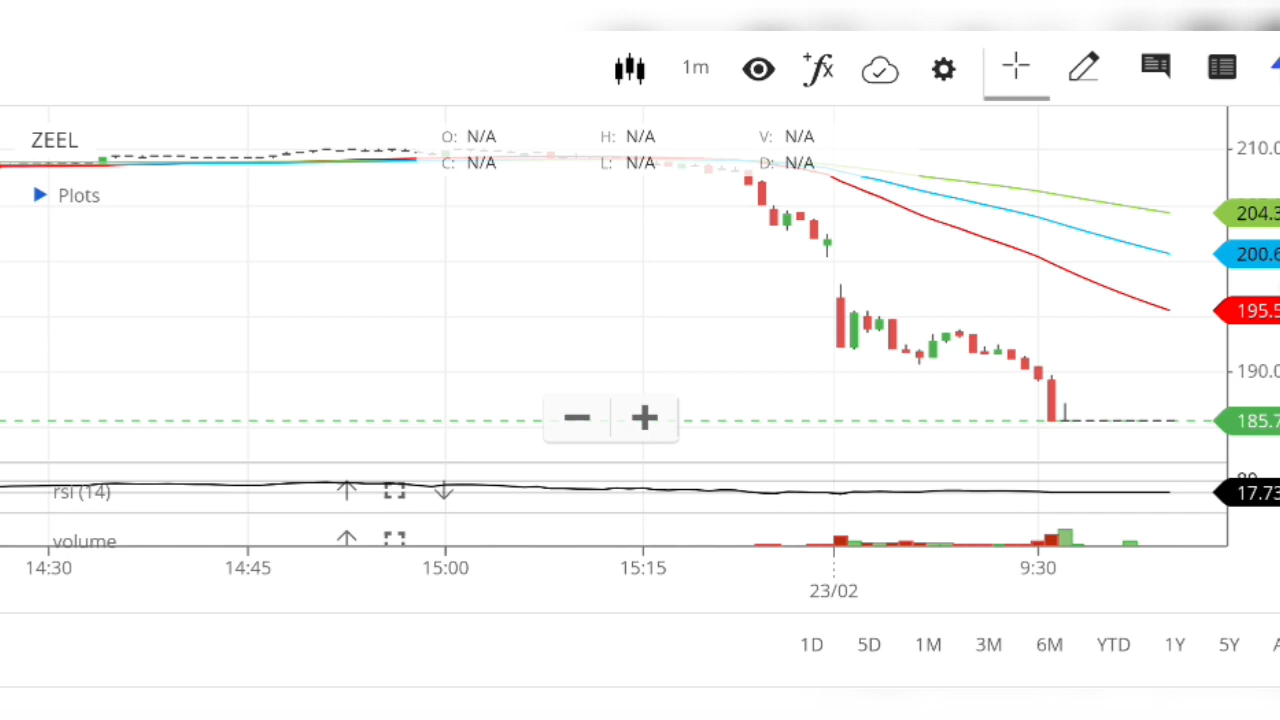 1m
ZEEL
O: N/A H: N/A V: N/A
C: N/A L: N/A D: N/A
Plots
210.0
204.3
200.6
195.5
190.0
185.7
rsi (14)
17.73
volume
14:30 14:45 15:00 15:15 9:30
23/02
1D 5D 1M 3M 6M YTD 1Y 5Y